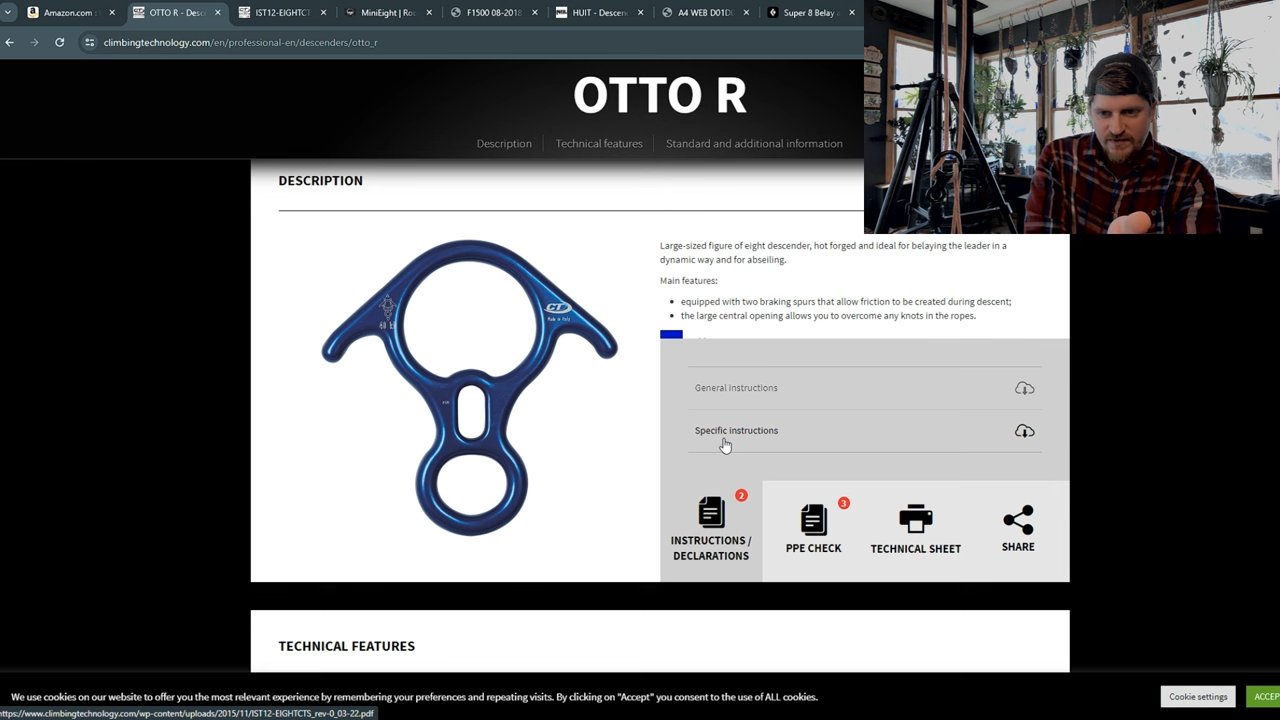 Amazon.com
OTTO R - Desc
IST12-EIGHTCT
MiniEight | Ro
F1500 08-2018
HUIT - Descen
A4 WEB D01D
Super 8 Belay
climbingtechnology.com/en/professional-en/descenders/otto_r
OTTO R
Description
Technical features
Standard and additional information
DESCRIPTION
Large-sized figure of eight descender, hot forged and ideal for belaying the leader in a
dynamic way and for abseiling.
Main features:
equipped with two braking spurs that allow friction to be created during descent;
the large central opening allows you to overcome any knots in the ropes.
CT
Made in Italy
General instructions
Specific instructions
2
INSTRUCTIONS /
DECLARATIONS
3
PPE CHECK
TECHNICAL SHEET
SHARE
TECHNICAL FEATURES
We use cookies on our website to offer you the most relevant experience by remembering your preferences and repeating visits. By clicking on "Accept" you consent to the use of ALL cookies.
Cookie settings
ACCEP
https://www.climbingtechnology.com/wp-content/uploads/2015/11/IST12-EIGHTCTS_rev-0_03-22.pdf